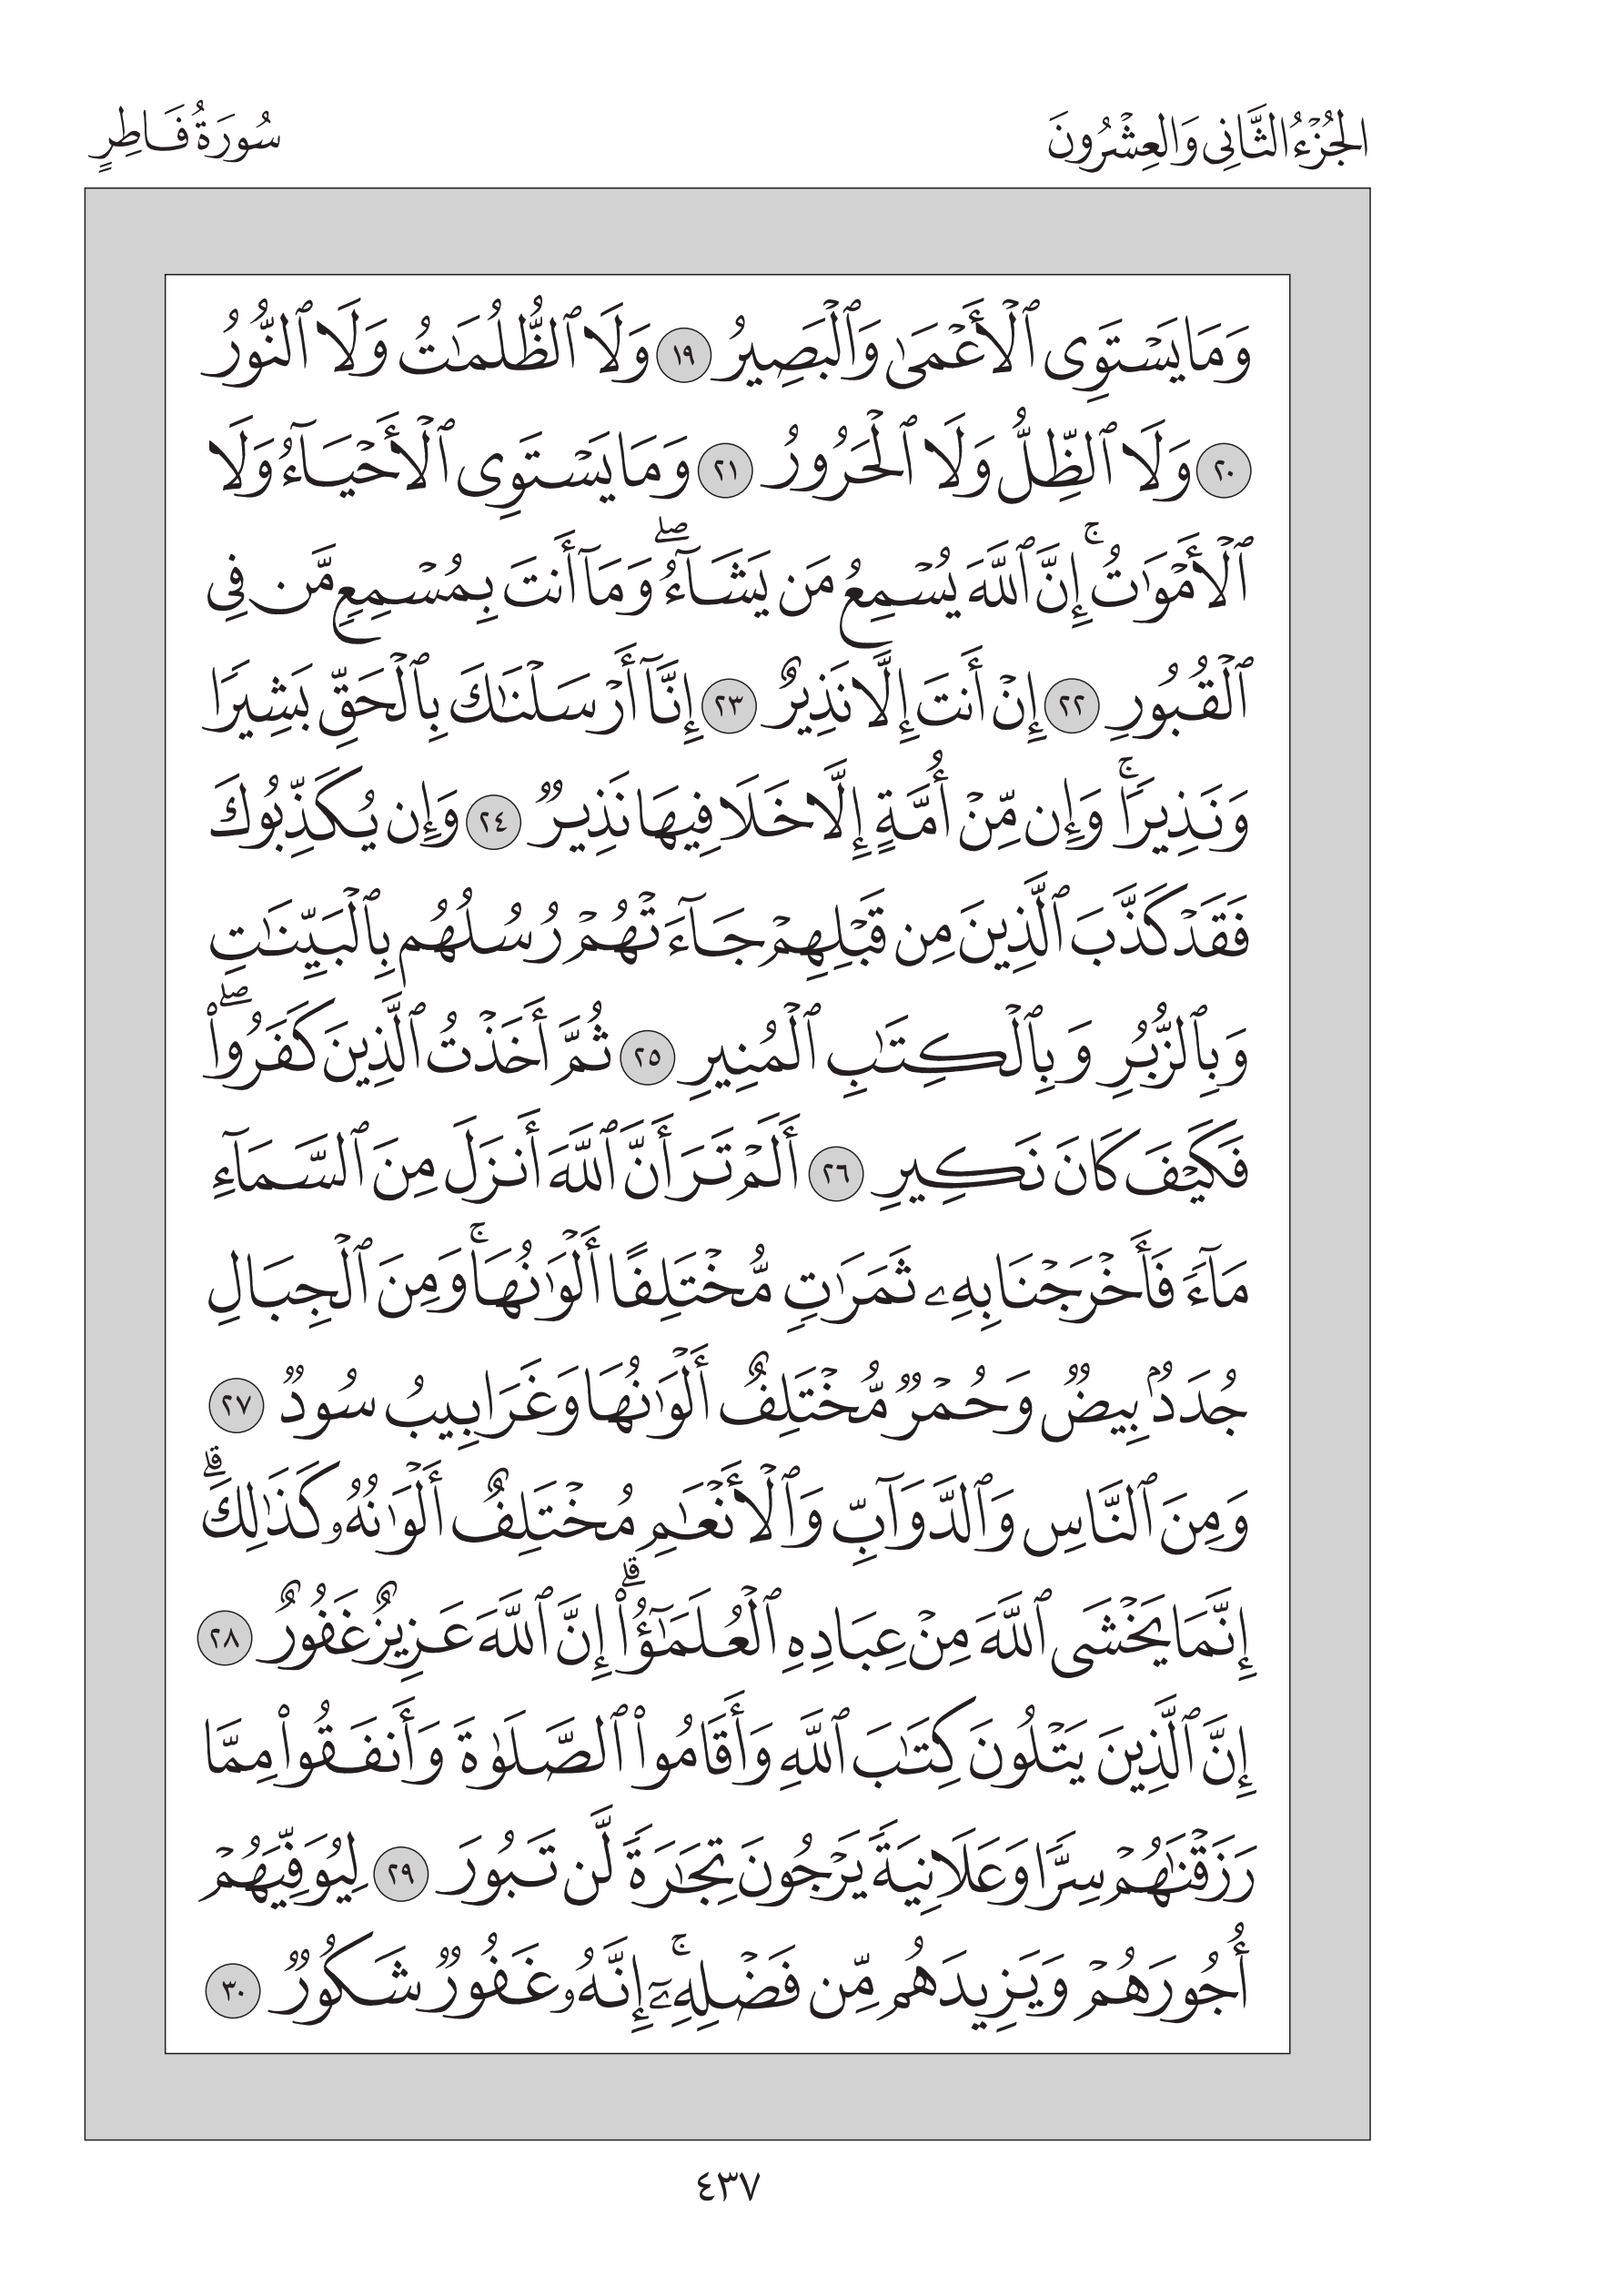 الجُزْءُ الثَّانِي وَالعِشْرُونَ
سُورَةُ فَاطِرٍ
وَمَا يَسْتَوِى ٱلْأَعْمَىٰ وَٱلْبَصِيرُ ١٩ وَلَا ٱلظُّلُمَٰتُ وَلَا ٱلنُّورُ
٢٠ وَلَا ٱلظِّلُّ وَلَا ٱلْحَرُورُ ٢١ وَمَا يَسْتَوِى ٱلْأَحْيَآءُ وَلَا
ٱلْأَمْوَٰتُۚ إِنَّ ٱللَّهَ يُسْمِعُ مَن يَشَآءُۖ وَمَآ أَنتَ بِمُسْمِعٍ مَّن فِى
ٱلْقُبُورِ ٢٢ إِنْ أَنتَ إِلَّا نَذِيرٌ ٢٣ إِنَّآ أَرْسَلْنَٰكَ بِٱلْحَقِّ بَشِيرًا
وَنَذِيرًاۚ وَإِن مِّنْ أُمَّةٍ إِلَّا خَلَا فِيهَا نَذِيرٌ ٢٤ وَإِن يُكَذِّبُوكَ
فَقَدْ كَذَّبَ ٱلَّذِينَ مِن قَبْلِهِمْ جَآءَتْهُمْ رُسُلُهُم بِٱلْبَيِّنَٰتِ
وَبِٱلزُّبُرِ وَبِٱلْكِتَٰبِ ٱلْمُنِيرِ ٢٥ ثُمَّ أَخَذْتُ ٱلَّذِينَ كَفَرُوا۟ۖ
فَكَيْفَ كَانَ نَكِيرِ ٢٦ أَلَمْ تَرَ أَنَّ ٱللَّهَ أَنزَلَ مِنَ ٱلسَّمَآءِ
مَآءً فَأَخْرَجْنَا بِهِۦ ثَمَرَٰتٍ مُّخْتَلِفًا أَلْوَٰنُهَاۚ وَمِنَ ٱلْجِبَالِ
جُدَدٌۢ بِيضٌ وَحُمْرٌ مُّخْتَلِفٌ أَلْوَٰنُهَا وَغَرَابِيبُ سُودٌ ٢٧
وَمِنَ ٱلنَّاسِ وَٱلدَّوَآبِّ وَٱلْأَنْعَٰمِ مُخْتَلِفٌ أَلْوَٰنُهُۥ كَذَٰلِكَۗ
إِنَّمَا يَخْشَى ٱللَّهَ مِنْ عِبَادِهِ ٱلْعُلَمَٰٓؤُا۟ۗ إِنَّ ٱللَّهَ عَزِيزٌ غَفُورٌ ٢٨
إِنَّ ٱلَّذِينَ يَتْلُونَ كِتَٰبَ ٱللَّهِ وَأَقَامُوا۟ ٱلصَّلَوٰةَ وَأَنفَقُوا۟ مِمَّا
رَزَقْنَٰهُمْ سِرًّا وَعَلَانِيَةً يَرْجُونَ تِجَٰرَةً لَّن تَبُورَ ٢٩ لِيُوَفِّيَهُمْ
أُجُورَهُمْ وَيَزِيدَهُم مِّن فَضْلِهِۦٓۚ إِنَّهُۥ غَفُورٌ شَكُورٌ ٣٠
٤٣٧